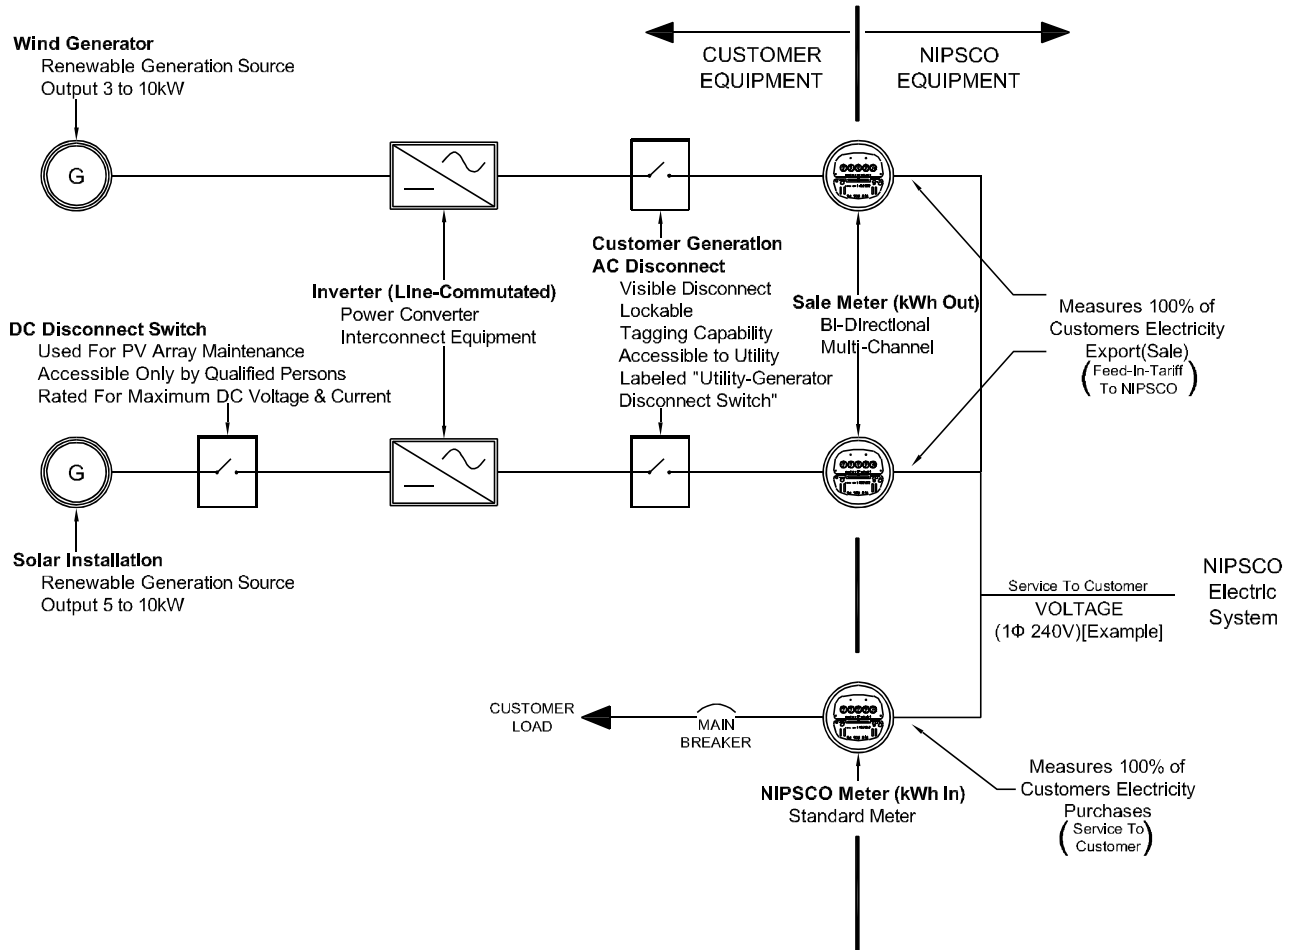 Wind Generator
Renewable Generation Source
Output 3 to 10kW
CUSTOMER
EQUIPMENT
NIPSCO
EQUIPMENT
G
Customer Generation
AC Disconnect
Visible Disconnect
Lockable
Tagging Capability
Accessible to Utility
Labeled "Utility-Generator
Disconnect Switch"
Inverter (Line-Commutated)
Power Converter
Interconnect Equipment
Sale Meter (kWh Out)
Bi-Directional
Multi-Channel
Measures 100% of
Customers Electricity
Export(Sale)
(Feed-In-Tariff
To NIPSCO)
DC Disconnect Switch
Used For PV Array Maintenance
Accessible Only by Qualified Persons
Rated For Maximum DC Voltage & Current
G
Solar Installation
Renewable Generation Source
Output 5 to 10kW
Service To Customer
VOLTAGE
(1Φ 240V)[Example]
NIPSCO
Electric
System
CUSTOMER
LOAD
MAIN
BREAKER
NIPSCO Meter (kWh In)
Standard Meter
Measures 100% of
Customers Electricity
Purchases
(Service To
Customer)